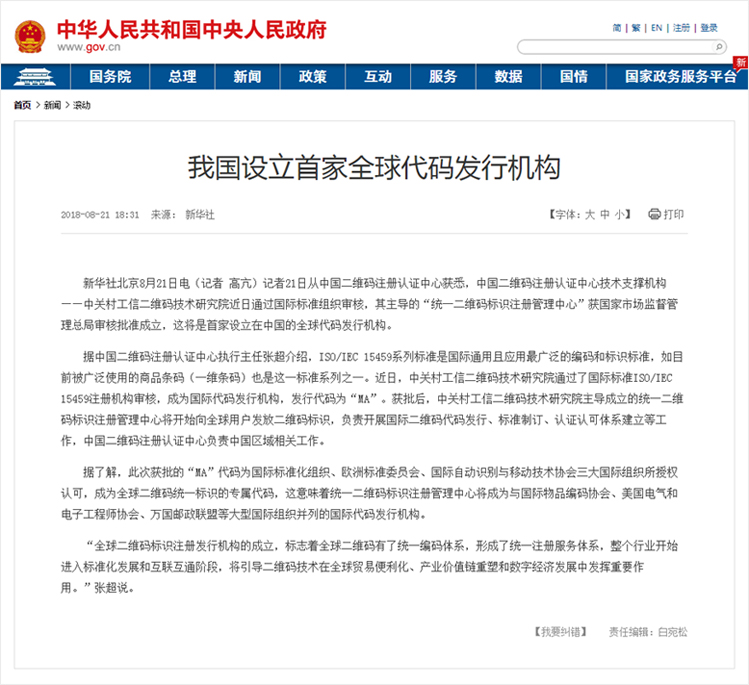 中华人民共和国中央人民政府
www.gov.cn
简 | 繁 | EN | 注册 | 登录
国务院 总理 新闻 政策 互动 服务 数据 国情 国家政务服务平台 新
首页 > 新闻 > 滚动
我国设立首家全球代码发行机构
2018-08-21 18:31 来源： 新华社 【字体：大 中 小】 打印
新华社北京8月21日电（记者 高亢）记者21日从中国二维码注册认证中心获悉，中国二维码注册认证中心技术支撑机构
——中关村工信二维码技术研究院近日通过国际标准组织审核，其主导的“统一二维码标识注册管理中心”获国家市场监督管
理总局审核批准成立，这将是首家设立在中国的全球代码发行机构。
据中国二维码注册认证中心执行主任张超介绍，ISO/IEC 15459系列标准是国际通用且应用最广泛的编码和标识标准，如目
前被广泛使用的商品条码（一维条码）也是这一标准系列之一。近日，中关村工信二维码技术研究院通过了国际标准ISO/IEC
15459注册机构审核，成为国际代码发行机构，发行代码为“MA”。获批后，中关村工信二维码技术研究院主导成立的统一二维
码标识注册管理中心将开始向全球用户发放二维码标识，负责开展国际二维码代码发行、标准制订、认证认可体系建立等工
作，中国二维码注册认证中心负责中国区域相关工作。
据了解，此次获批的“MA”代码为国际标准化组织、欧洲标准委员会、国际自动识别与移动技术协会三大国际组织所授权
认可，成为全球二维码统一标识的专属代码，这意味着统一二维码标识注册管理中心将成为与国际物品编码协会、美国电气和
电子工程师协会、万国邮政联盟等大型国际组织并列的国际代码发行机构。
“全球二维码标识注册发行机构的成立，标志着全球二维码有了统一编码体系，形成了统一注册服务体系，整个行业开始
进入标准化发展和互联互通阶段，将引导二维码技术在全球贸易便利化、产业价值链重塑和数字经济发展中发挥重要作
用。”张超说。
【我要纠错】 责任编辑：白宛松